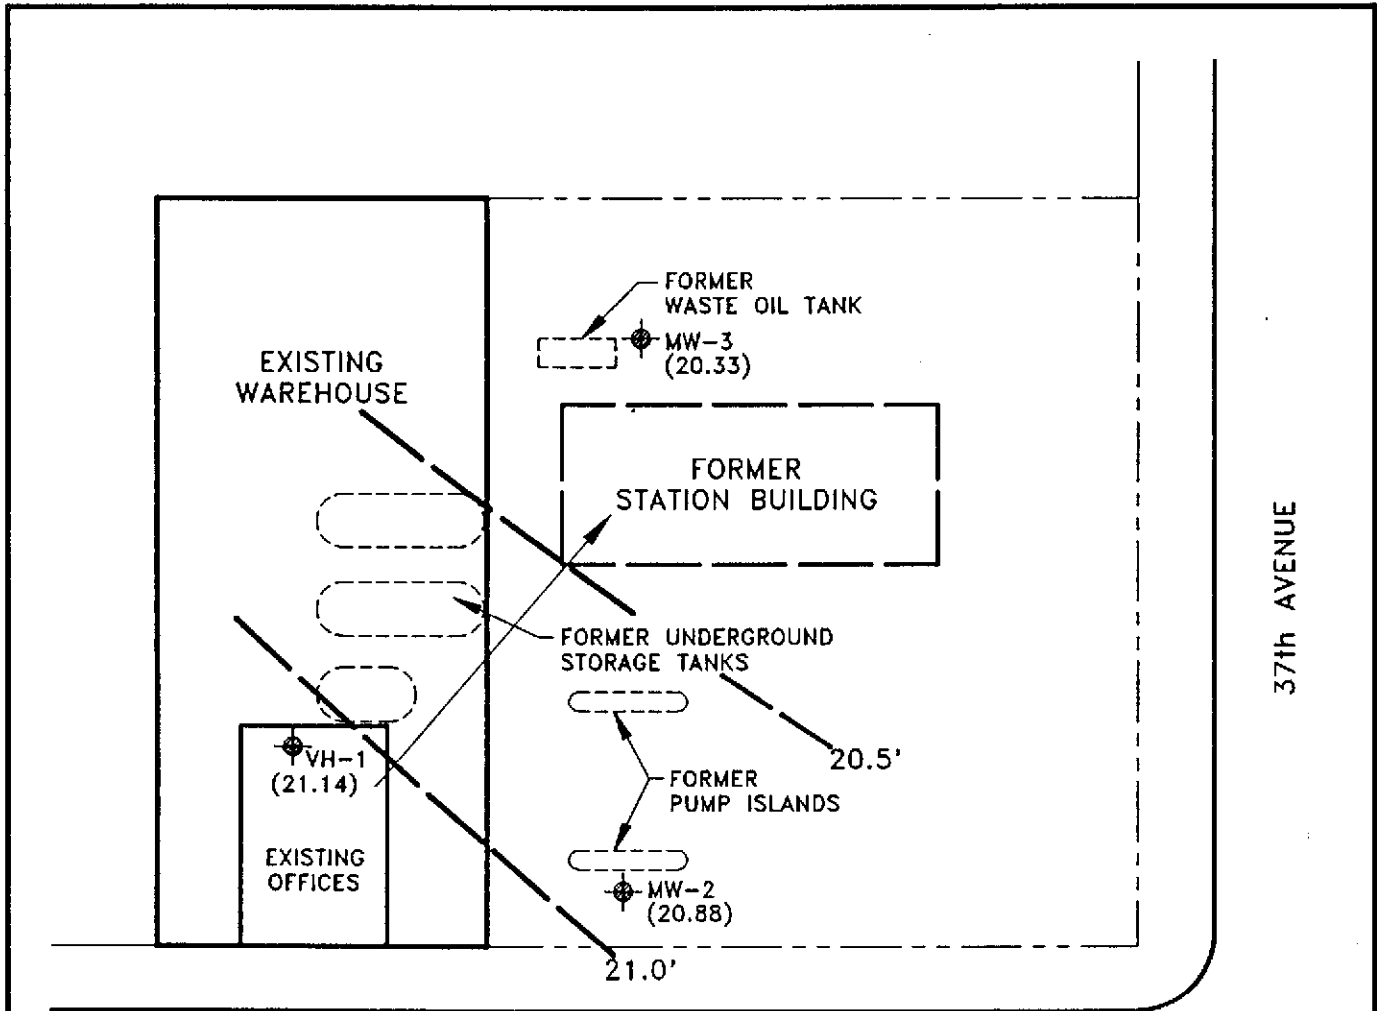 FORMER
WASTE OIL TANK
MW-3
(20.33)
EXISTING
WAREHOUSE
FORMER
STATION BUILDING
37th AVENUE
FORMER UNDERGROUND
STORAGE TANKS
VH-1
(21.14)
20.5'
FORMER
PUMP ISLANDS
EXISTING
OFFICES
MW-2
(20.88)
21.0'